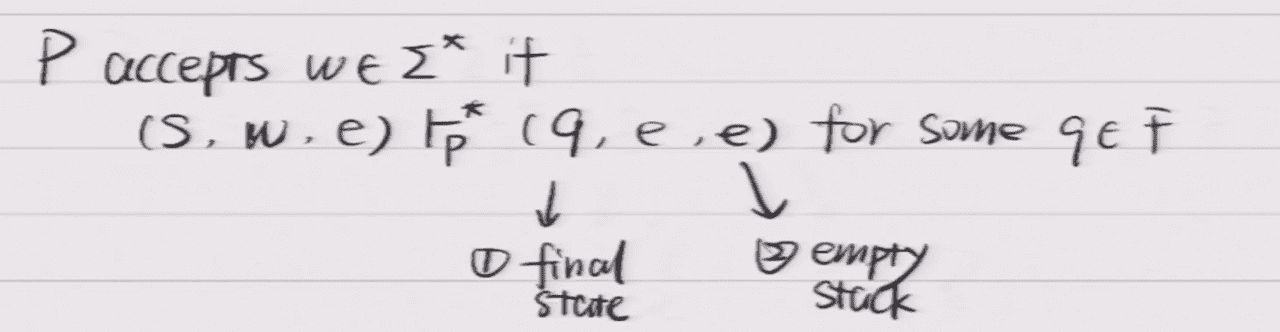 P accepts w ∈ Σ* if
(S, w, e) ⊢ₚ* (q, e, e) for some q ∈ F
↓ ↘
① final ② empty
state stack